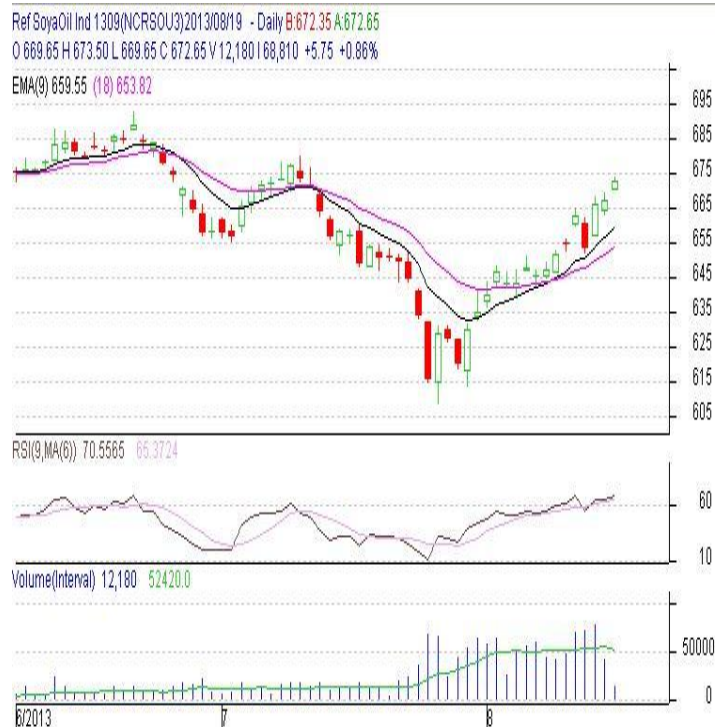 Ref SoyaOil Ind 1309(NCRSOU3)2013/08/19 - Daily B:672.35 A:672.65
O 669.65 H 673.50 L 669.65 C 672.65 V 12,180 I 68,810 +5.75 +0.86%
EMA(9) 659.55 (18) 653.82
695
685
675
665
655
645
635
625
615
605
RSI(9,MA(6)) 70.5565 65.3724
60
10
Volume(Interval) 12,180 52420.0
50000
0
6/2013 7 8